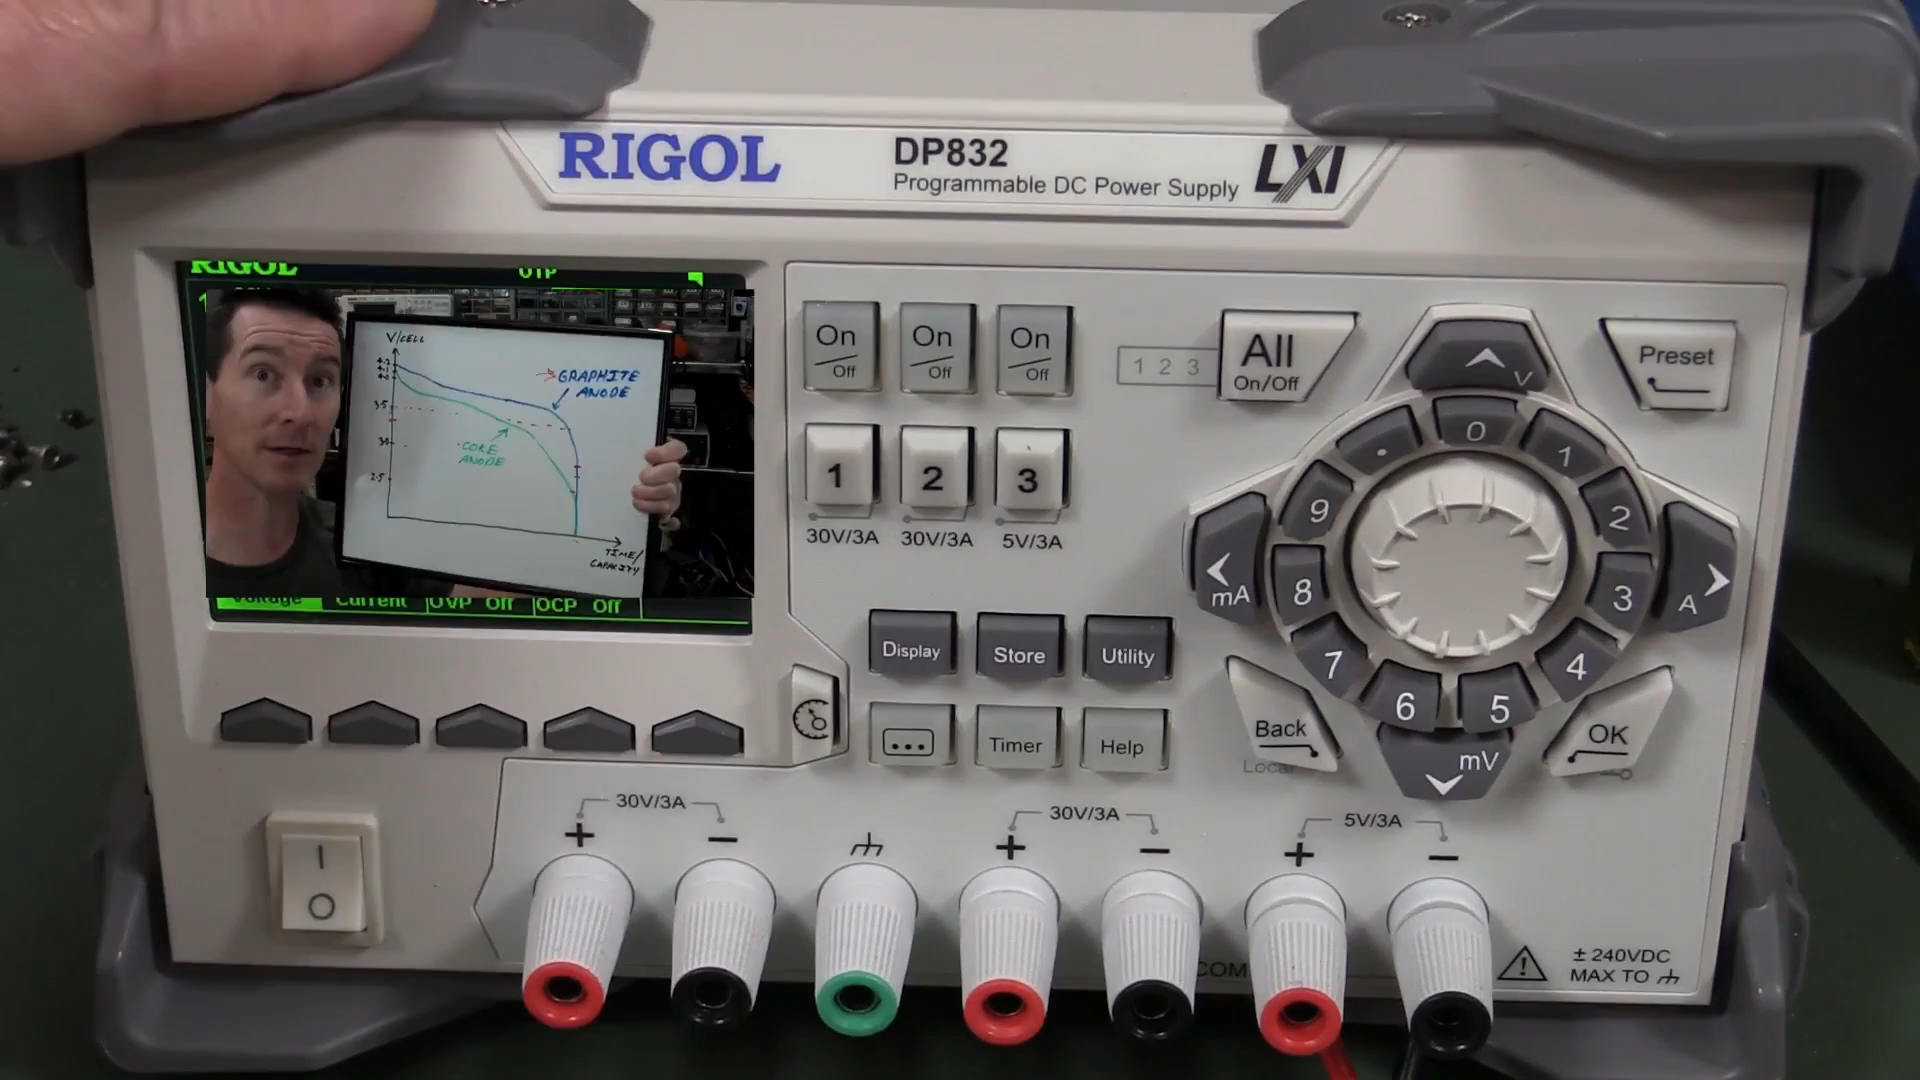 RIGOL
DP832
Programmable DC Power Supply
LXI
RIGOL
OTP
V/CELL
3.5
3.0
2.5
GRAPHITE
ANODE
COKE
ANODE
TIME/
CAPACITY
Voltage Current OVP Off OCP Off
On
Off
On
Off
On
Off
1 2 3
All
On/Off
Preset
1
2
3
30V/3A
30V/3A
5V/3A
V
.
0
1
2
3
4
5
6
7
8
9
mA
A
mV
Display
Store
Utility
...
Timer
Help
Back
Local
OK
30V/3A
+
−
30V/3A
+
−
5V/3A
+
−
I
O
COM
± 240VDC
MAX TO